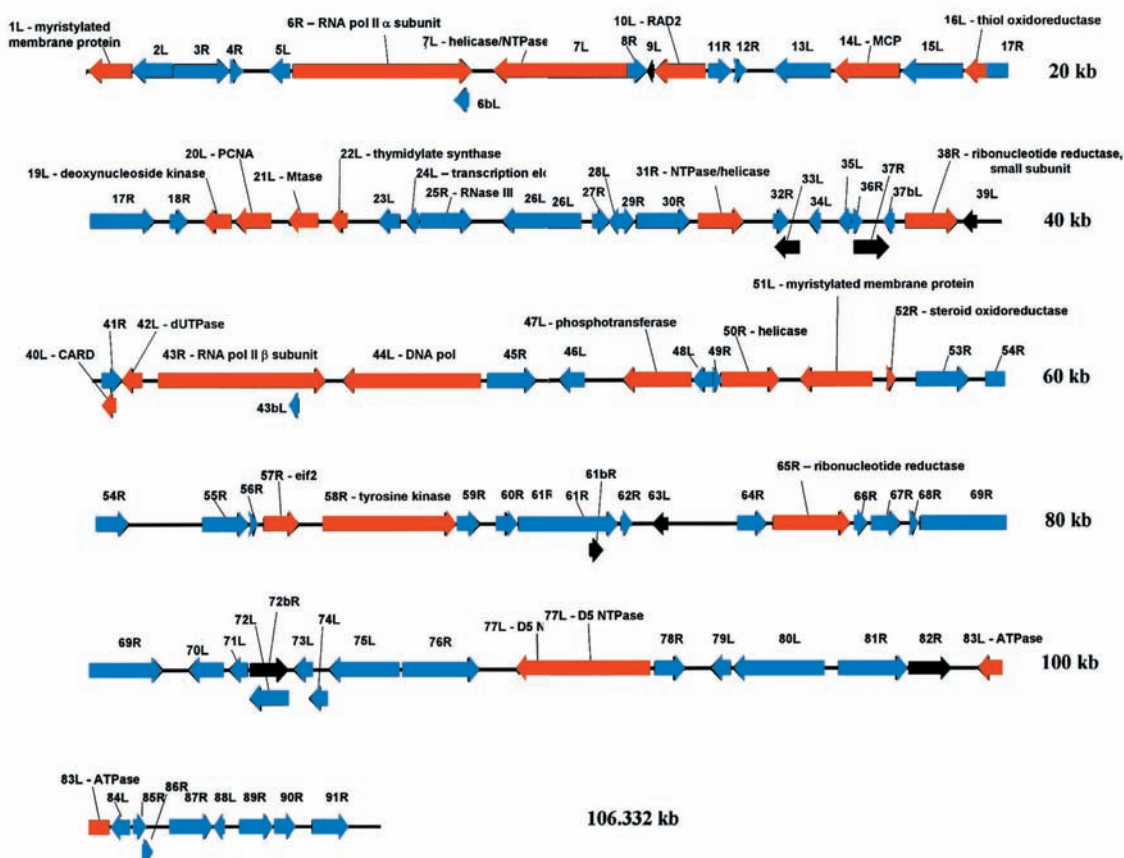 6R – RNA pol II α subunit
10L - RAD2
1L - myristylated
membrane protein
16L - thiol oxidoreductase
2L 3R 4R 5L 7L - helicase/NTPase 7L 8R 9L 11R 12R 13L 14L - MCP 15L 17R
20 kb
6bL
20L - PCNA
22L - thymidylate synthase
38R - ribonucleotide reductase,
small subunit
19L - deoxynucleoside kinase
21L - Mtase
24L - transcription elo
31R - NTPase/helicase
17R 18R 23L 25R - RNase III 26L 26L 27R 28L 29R 30R 32R 33L 34L 35L 36R 37R 37bL 39L
40 kb
51L - myristylated membrane protein
52R - steroid oxidoreductase
47L - phosphotransferase
50R - helicase
41R
42L - dUTPase
40L - CARD
43R - RNA pol II β subunit
44L - DNA pol 45R 46L 48L 49R 53R 54R
60 kb
43bL
65R – ribonucleotide reductase
57R - eif2
61bR
54R 55R 56R 58R - tyrosine kinase 59R 60R 61R 61R 62R 63L 64R 66R 67R 68R 69R
80 kb
72bR
72L 74L
77L - D5 NTPase
77L - D5 N
69R 70L 71L 73L 75L 76R 78R 79L 80L 81R 82R 83L - ATPase
100 kb
83L - ATPase
86R
84L 85R 87R 88L 89R 90R 91R
106.332 kb